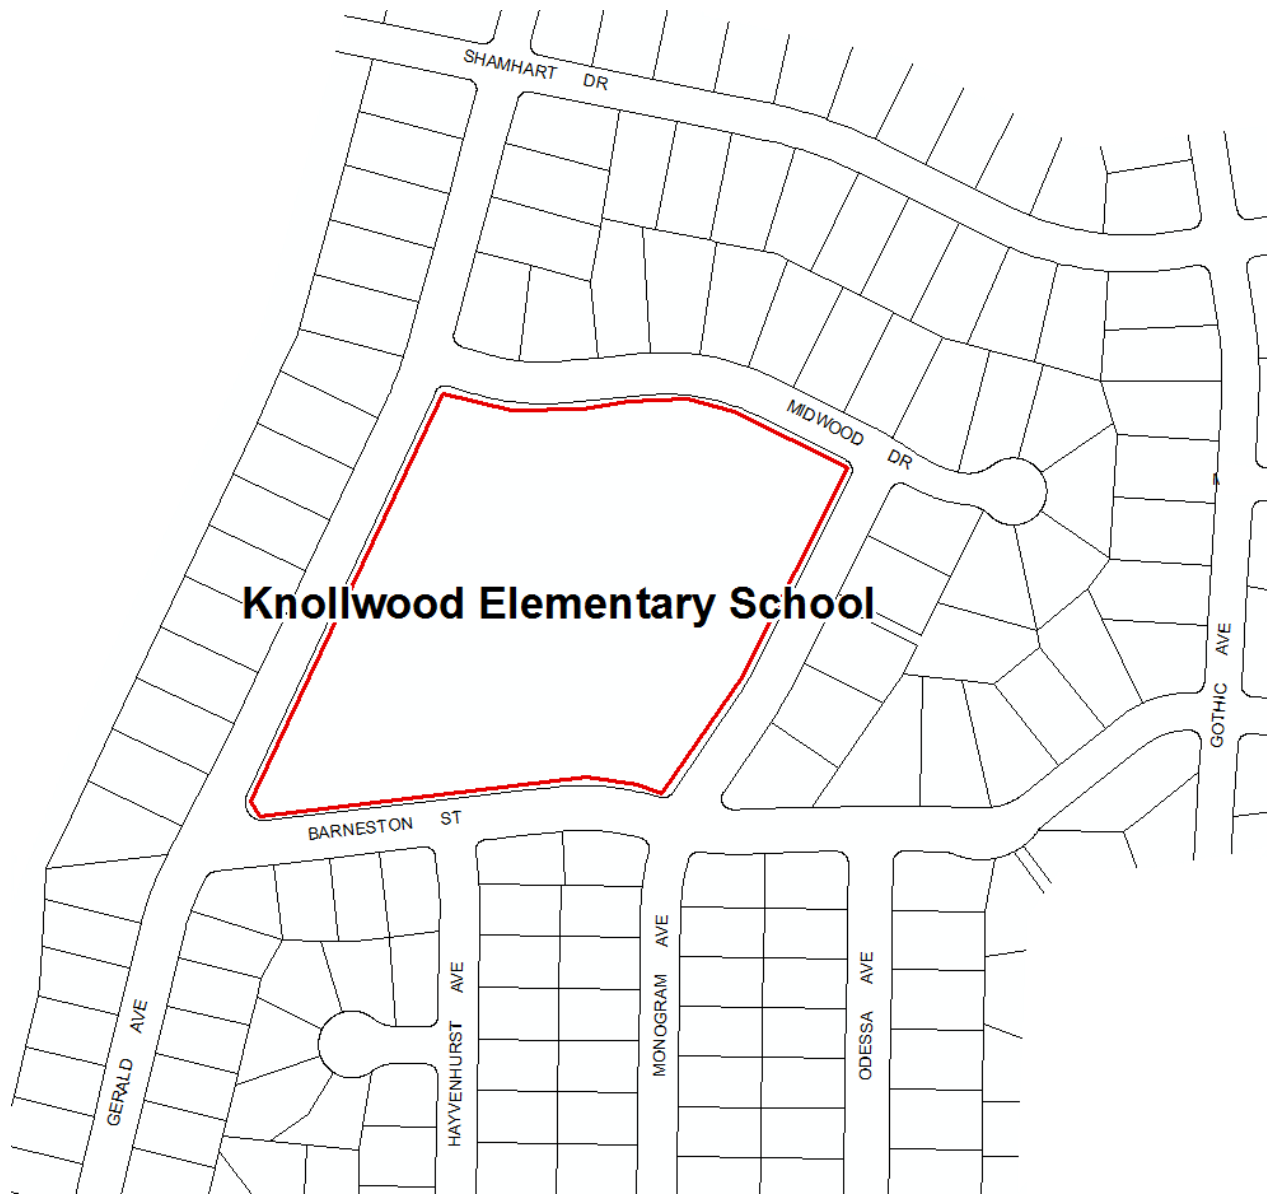 SHAMHART DR
MIDWOOD DR
Knollwood Elementary School
GOTHIC AVE
BARNESTON ST
GERALD AVE
HAYVENHURST AVE
MONOGRAM AVE
ODESSA AVE